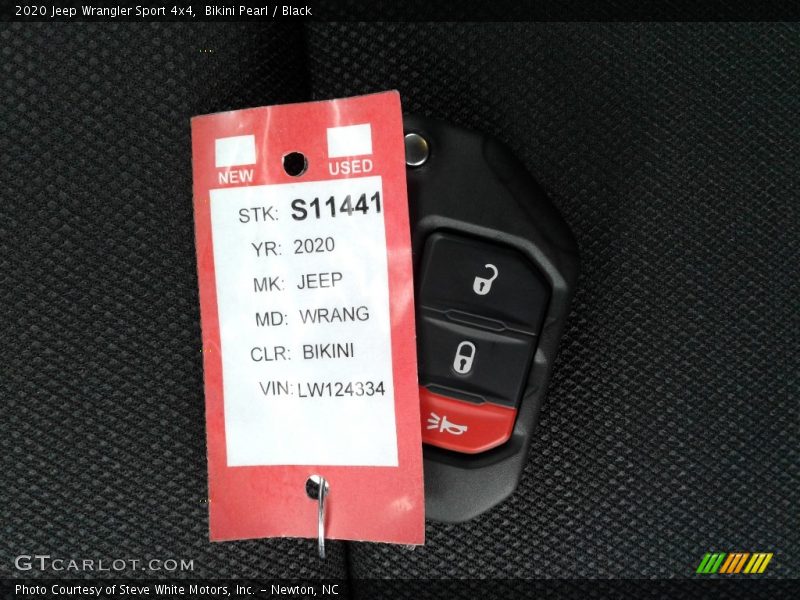 2020 Jeep Wrangler Sport 4x4,  Bikini Pearl / Black
NEW
USED
STK: S11441
YR: 2020
MK: JEEP
MD: WRANG
CLR: BIKINI
VIN: LW124334
GTCARLOT.COM
Photo Courtesy of Steve White Motors, Inc. – Newton, NC